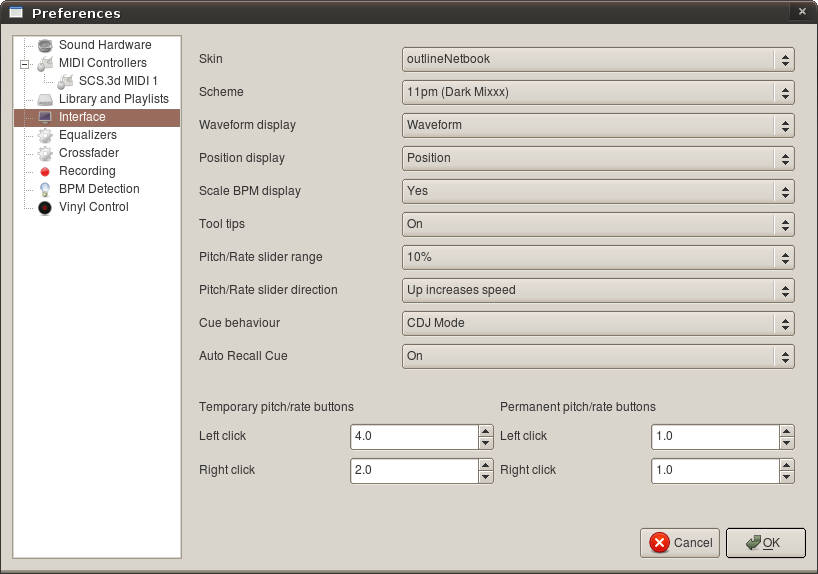 Preferences
Sound Hardware
MIDI Controllers
SCS.3d MIDI 1
Library and Playlists
Interface
Equalizers
Crossfader
Recording
BPM Detection
Vinyl Control
Skin outlineNetbook
Scheme 11pm (Dark Mixxx)
Waveform display Waveform
Position display Position
Scale BPM display Yes
Tool tips On
Pitch/Rate slider range 10%
Pitch/Rate slider direction Up increases speed
Cue behaviour CDJ Mode
Auto Recall Cue On
Temporary pitch/rate buttons Permanent pitch/rate buttons
Left click 4.0 Left click 1.0
Right click 2.0 Right click 1.0
Cancel OK